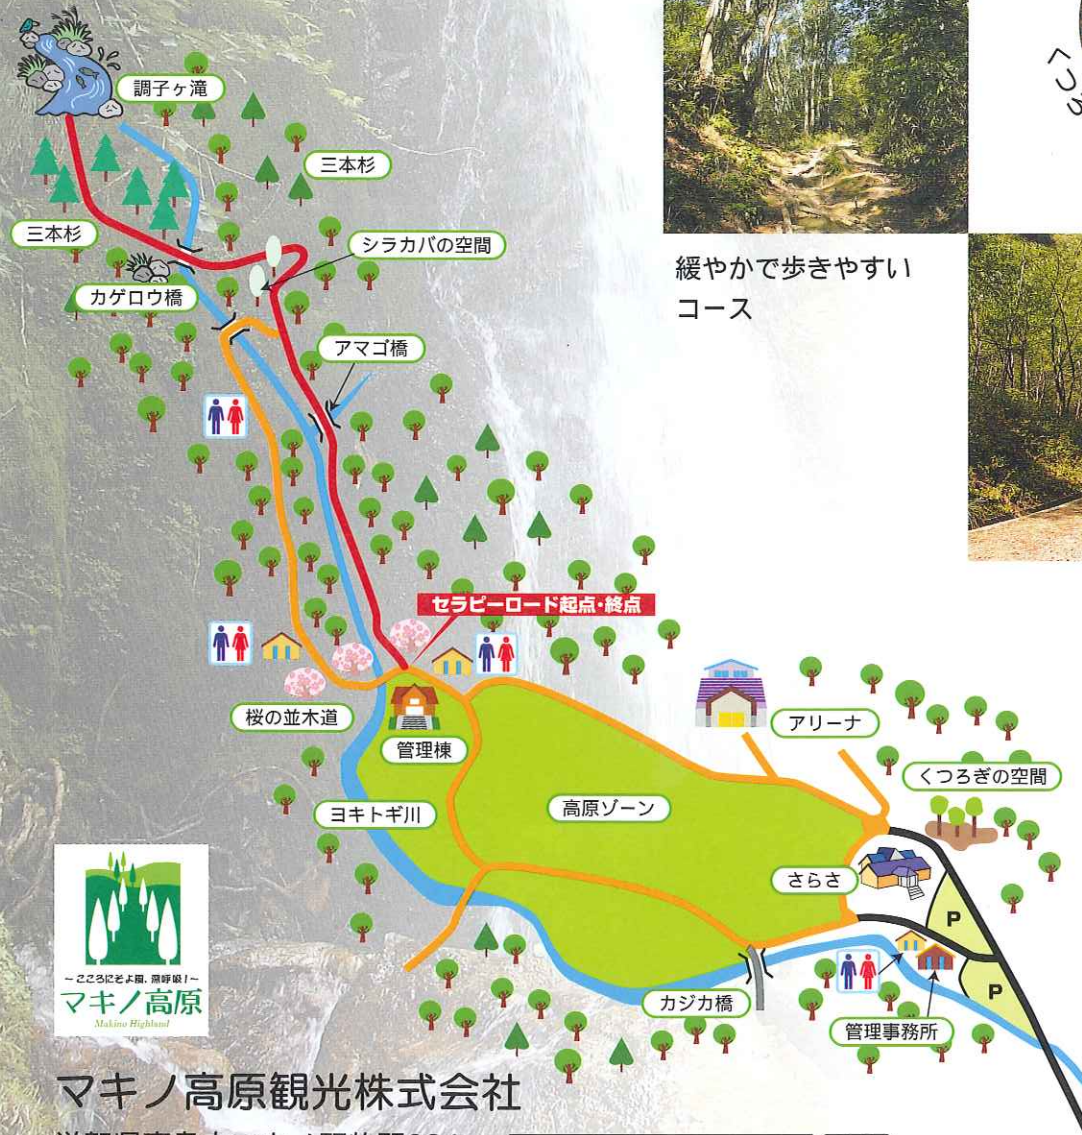 調子ヶ滝
三本杉
三本杉
シラカバの空間
カゲロウ橋
アマゴ橋
緩やかで歩きやすい
コース
セラピーロード起点・終点
桜の並木道
管理棟
アリーナ
くつろぎの空間
ヨキトギ川
高原ゾーン
さらさ
P
P
カジカ橋
管理事務所
～こころにそよ風、深呼吸！～
マキノ高原
Makino Highland
マキノ高原観光株式会社